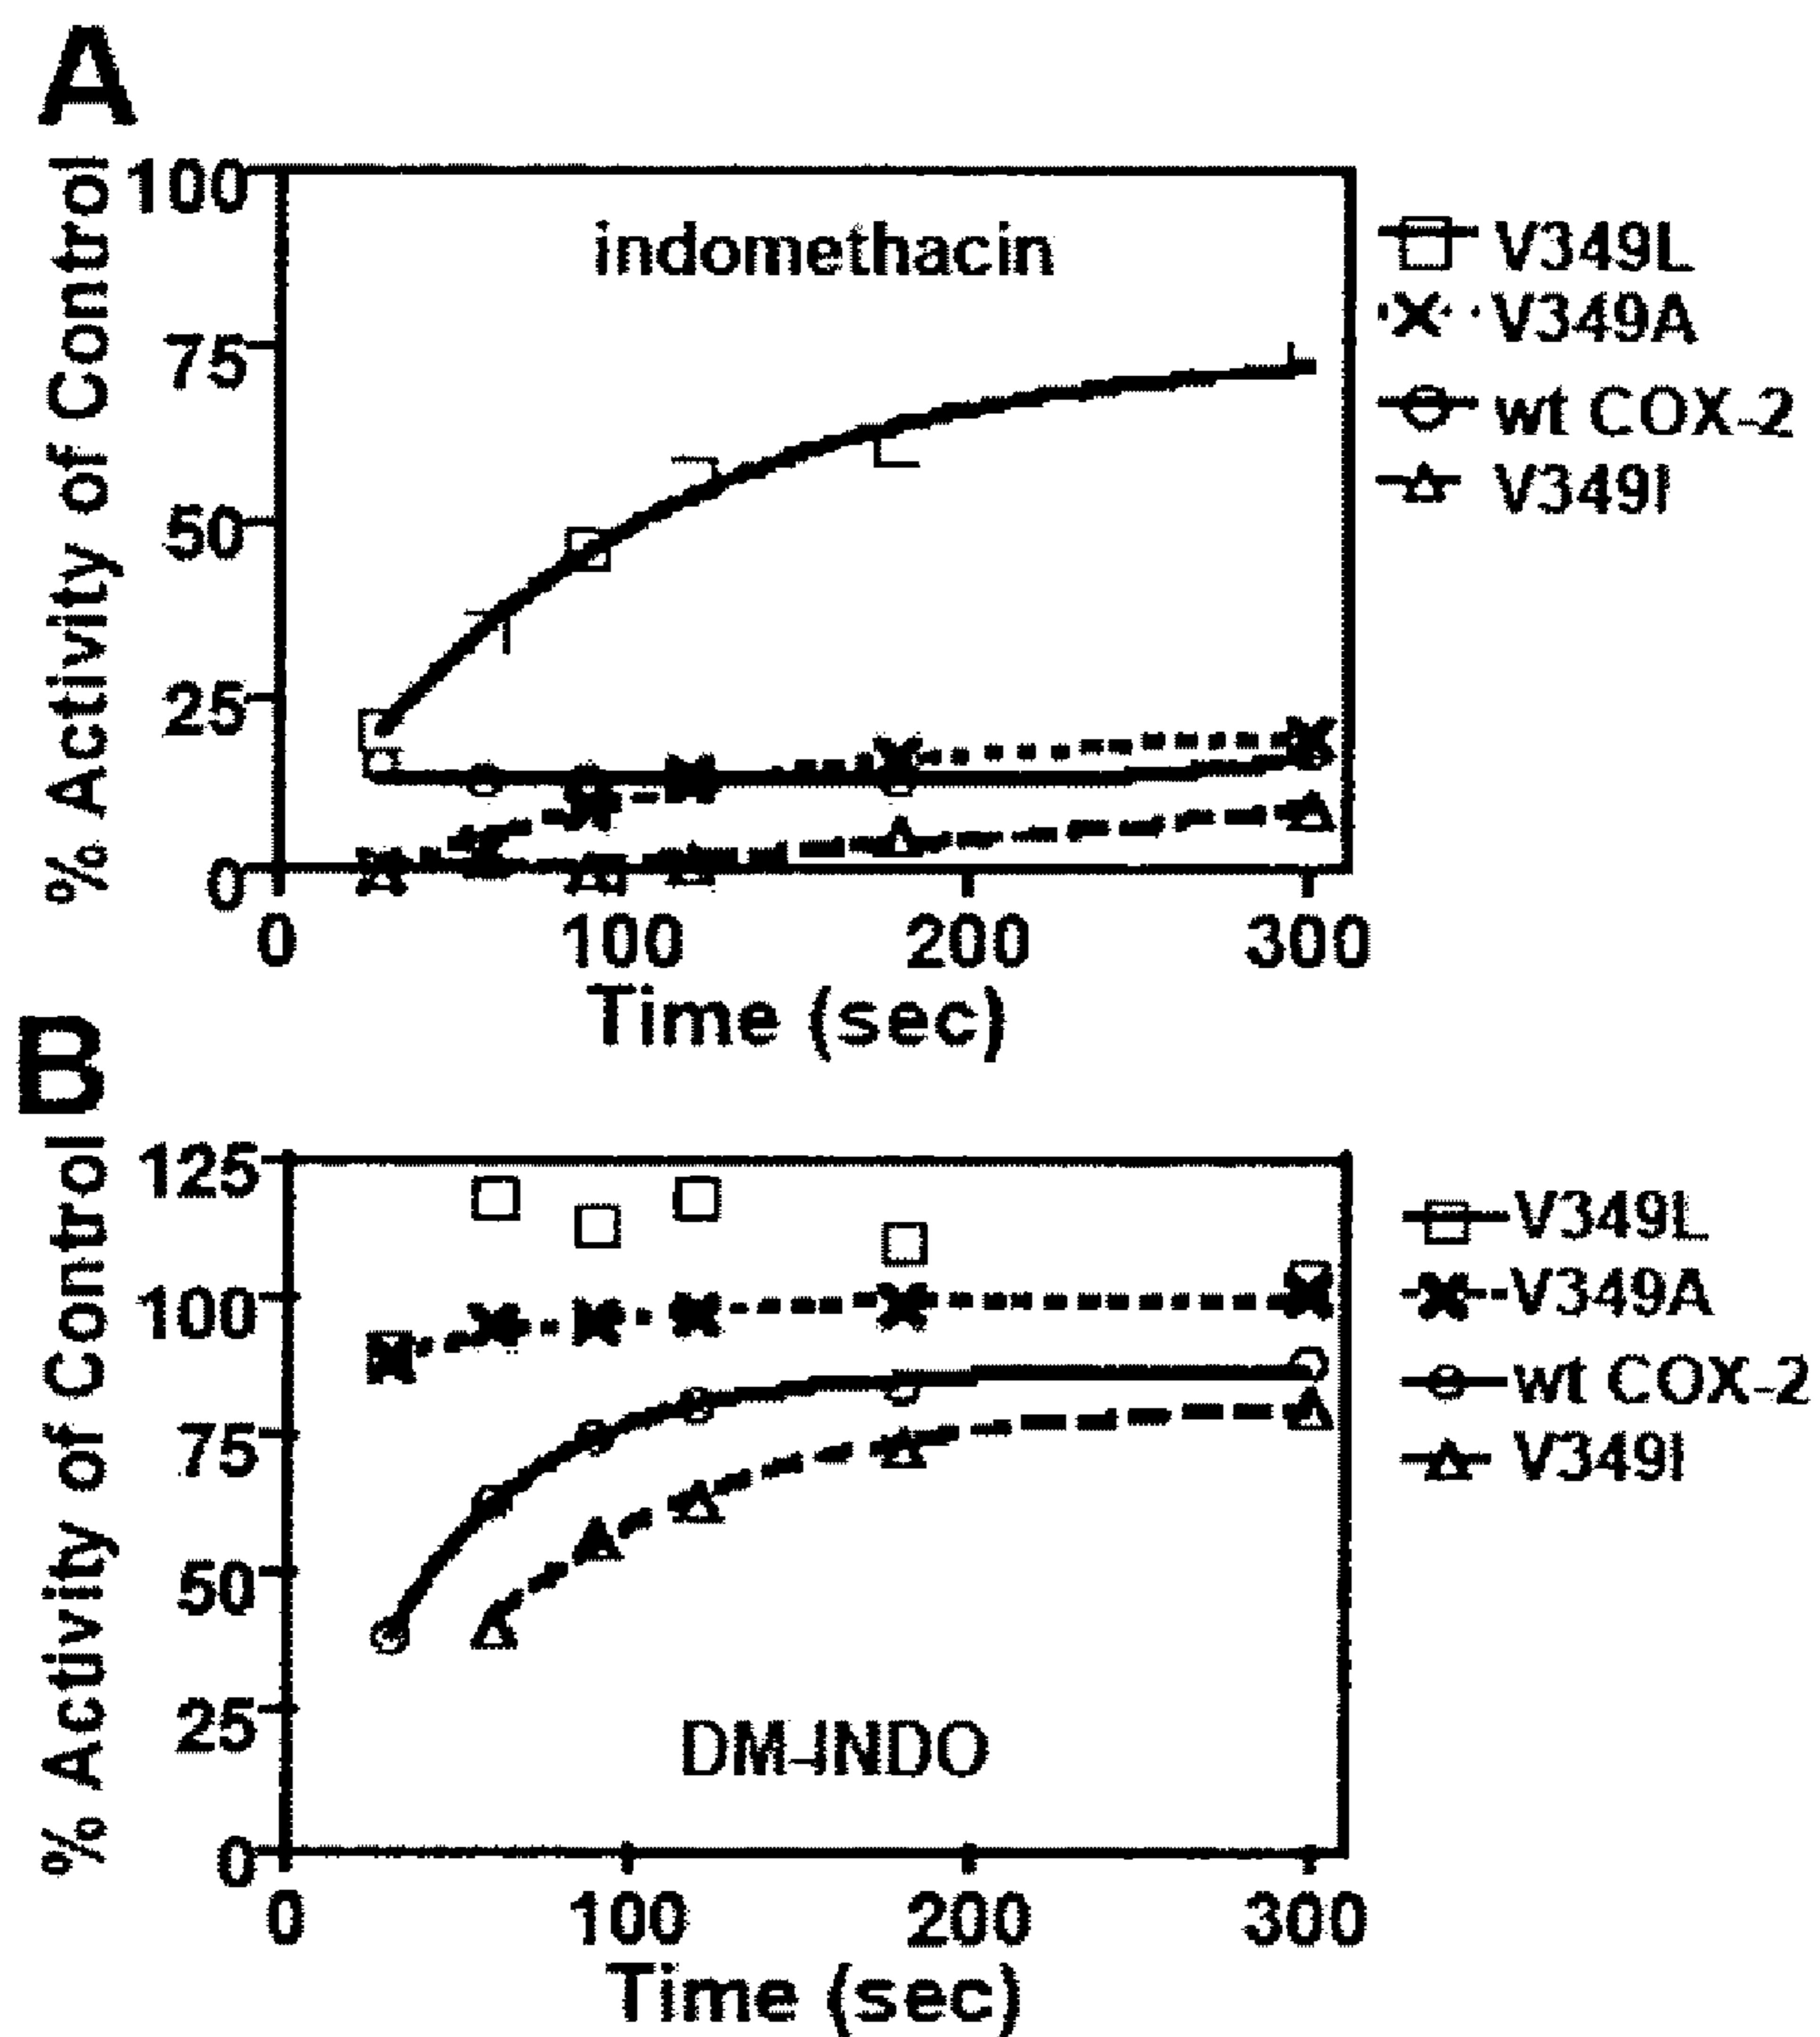 A
% Activity of Control
100
75
50
25
0
indomethacin
V349L
V349A
wt COX-2
V349I
0 100 200 300
Time (sec)
B
% Activity of Control
125
100
75
50
25
0
V349L
V349A
wt COX-2
V349I
DM-INDO
0 100 200 300
Time (sec)